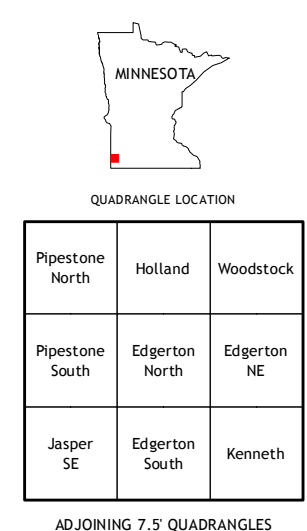 MINNESOTA
QUADRANGLE LOCATION
Pipestone
North
Holland
Woodstock
Pipestone
South
Edgerton
North
Edgerton
NE
Jasper
SE
Edgerton
South
Kenneth
ADJOINING 7.5' QUADRANGLES